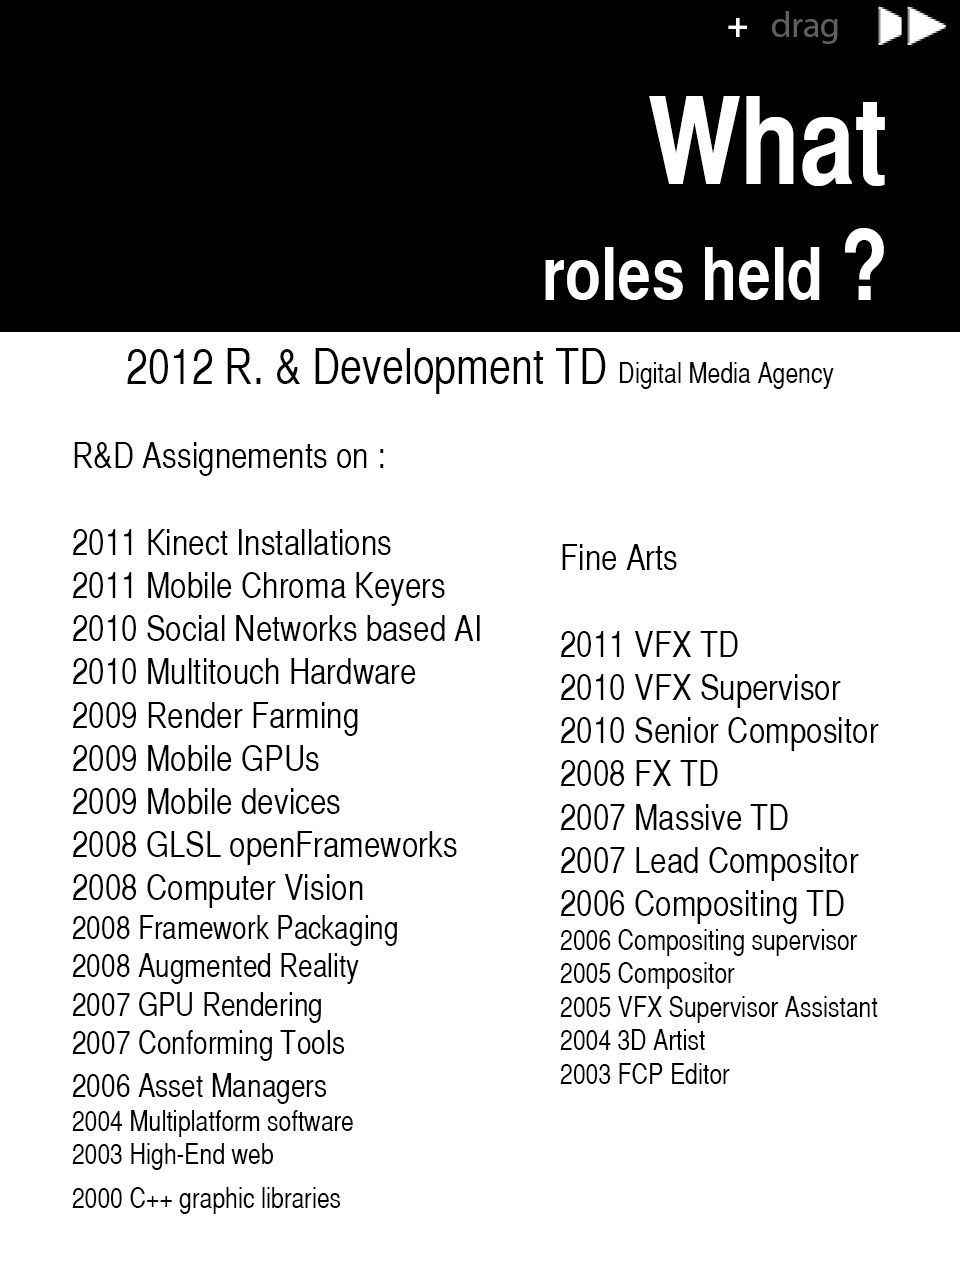 + drag
What
roles held ?
2012 R. & Development TD Digital Media Agency
R&D Assignements on :
2011 Kinect Installations
2011 Mobile Chroma Keyers
2010 Social Networks based AI
2010 Multitouch Hardware
2009 Render Farming
2009 Mobile GPUs
2009 Mobile devices
2008 GLSL openFrameworks
2008 Computer Vision
2008 Framework Packaging
2008 Augmented Reality
2007 GPU Rendering
2007 Conforming Tools
2006 Asset Managers
2004 Multiplatform software
2003 High-End web
2000 C++ graphic libraries
Fine Arts
2011 VFX TD
2010 VFX Supervisor
2010 Senior Compositor
2008 FX TD
2007 Massive TD
2007 Lead Compositor
2006 Compositing TD
2006 Compositing supervisor
2005 Compositor
2005 VFX Supervisor Assistant
2004 3D Artist
2003 FCP Editor